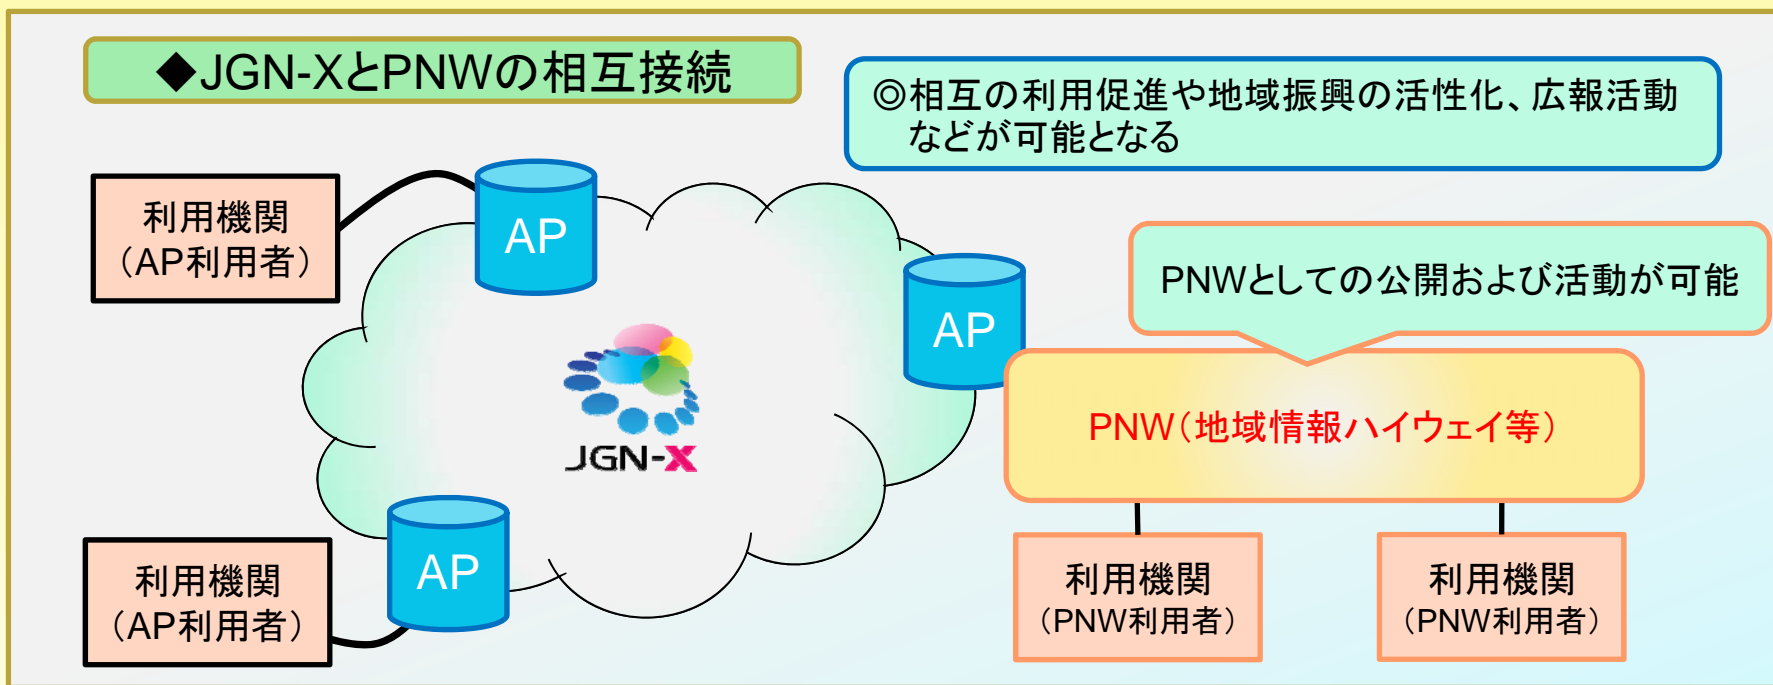 ◆JGN-XとPNWの相互接続
◎相互の利用促進や地域振興の活性化、広報活動
などが可能となる
利用機関
（AP利用者）
AP
AP
PNWとしての公開および活動が可能
JGN-X
PNW（地域情報ハイウェイ等）
利用機関
（AP利用者）
AP
利用機関
（PNW利用者）
利用機関
（PNW利用者）